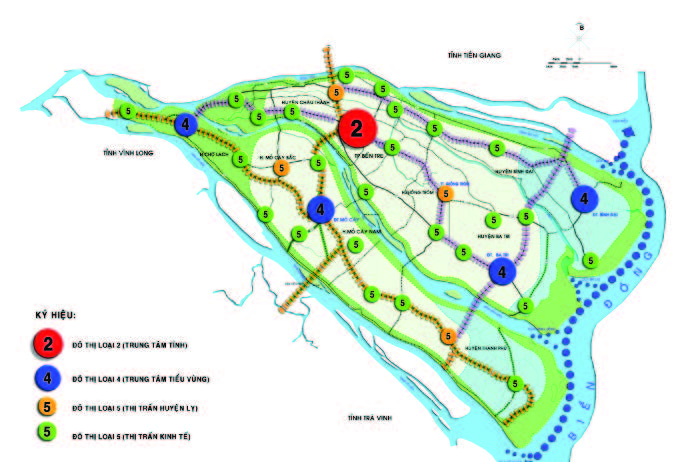 B
TỈNH TIỀN GIANG
5
5
5
5
HUYỆN CHÂU THÀNH
5
5
5
4
5
5
2
5
TỈNH VĨNH LONG
H.CHỢ LÁCH
5
H. MỎ CÀY BẮC
5
5
TP BẾN TRE
5
5
HUYỆN BÌNH ĐẠI
5
5
4
5
4
5
5
5
5
H.MỎ CÀY NAM
5
5
HUYỆN BA TRI
5
4
5
5
5
5
5
HUYỆN THẠNH PHÚ
5
BIỂN ĐÔNG
TỈNH TRÀ VINH
KÝ HIỆU:
2 ĐÔ THỊ LOẠI 2 (TRUNG TÂM TỈNH)
4 ĐÔ THỊ LOẠI 4 (TRUNG TÂM TIỂU VÙNG)
5 ĐÔ THỊ LOẠI 5 (THỊ TRẤN HUYỆN LỴ)
5 ĐÔ THỊ LOẠI 5 (THỊ TRẤN KINH TẾ)